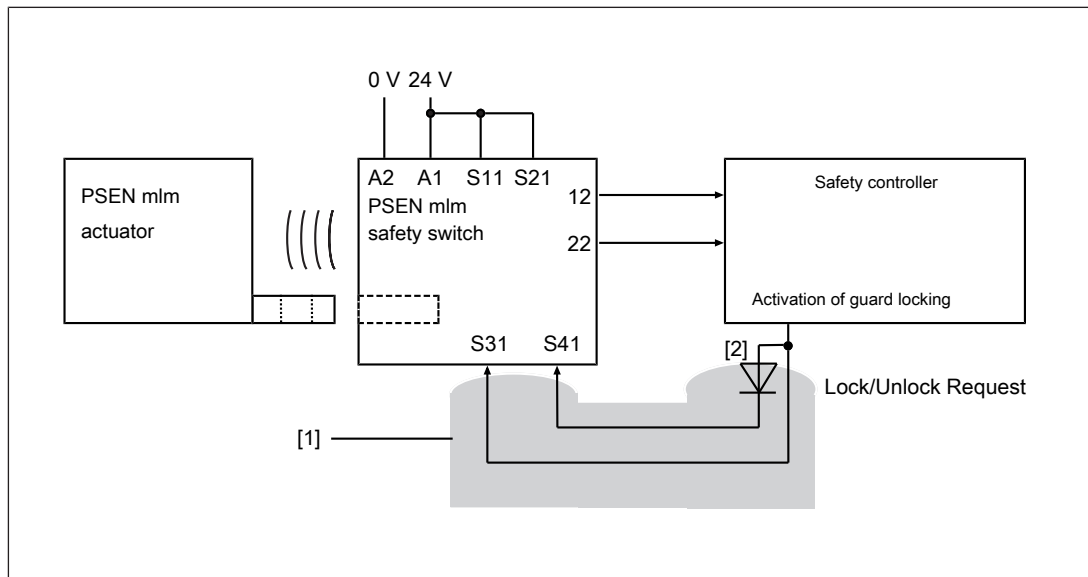 0 V 24 V
A2 A1 S11 S21
PSEN mlm
actuator
PSEN mlm
safety switch
12
22
Safety controller
Activation of guard locking
S31 S41
[2]
Lock/Unlock Request
[1]